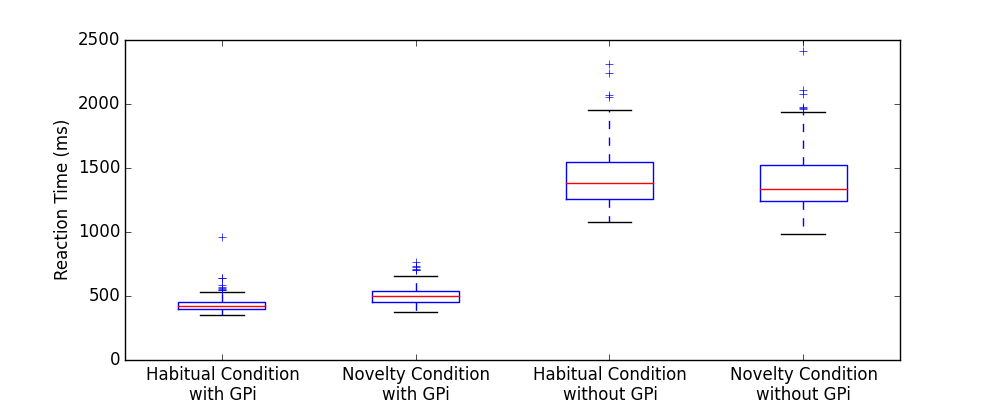 2500
2000
1500
1000
500
0
Reaction Time (ms)
Habitual Condition
with GPi
Novelty Condition
with GPi
Habitual Condition
without GPi
Novelty Condition
without GPi